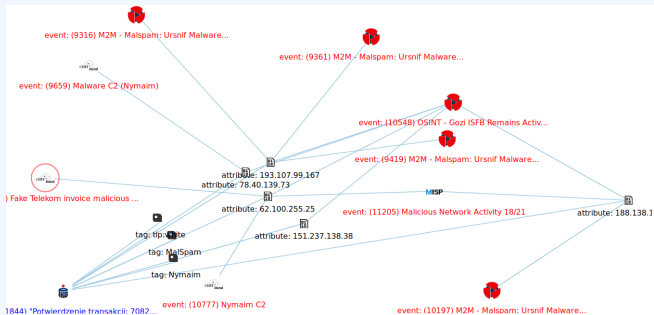 event: (9316) M2M - Malspam: Ursnif Malware...
event: (9361) M2M - Malspam: Ursnif Malware...
event: (9659) Malware C2 (Nymaim)
event: (10548) OSINT - Gozi ISFB Remains Activ...
event: (9419) M2M - Malspam: Ursnif Malware...
attribute: 193.107.99.167
attribute: 78.40.139.73
) Fake Telekom invoice malicious ...
MISP
attribute: 62.100.255.25
event: (11205) Malicious Network Activity 18/21
attribute: 188.138.1
tag: tlp:white
attribute: 151.237.138.38
tag: MalSpam
tag: Nymaim
event: (10777) Nymaim C2
1844) "Potwierdzenie transakcji: 7082...
event: (10197) M2M - Malspam: Ursnif Malware...